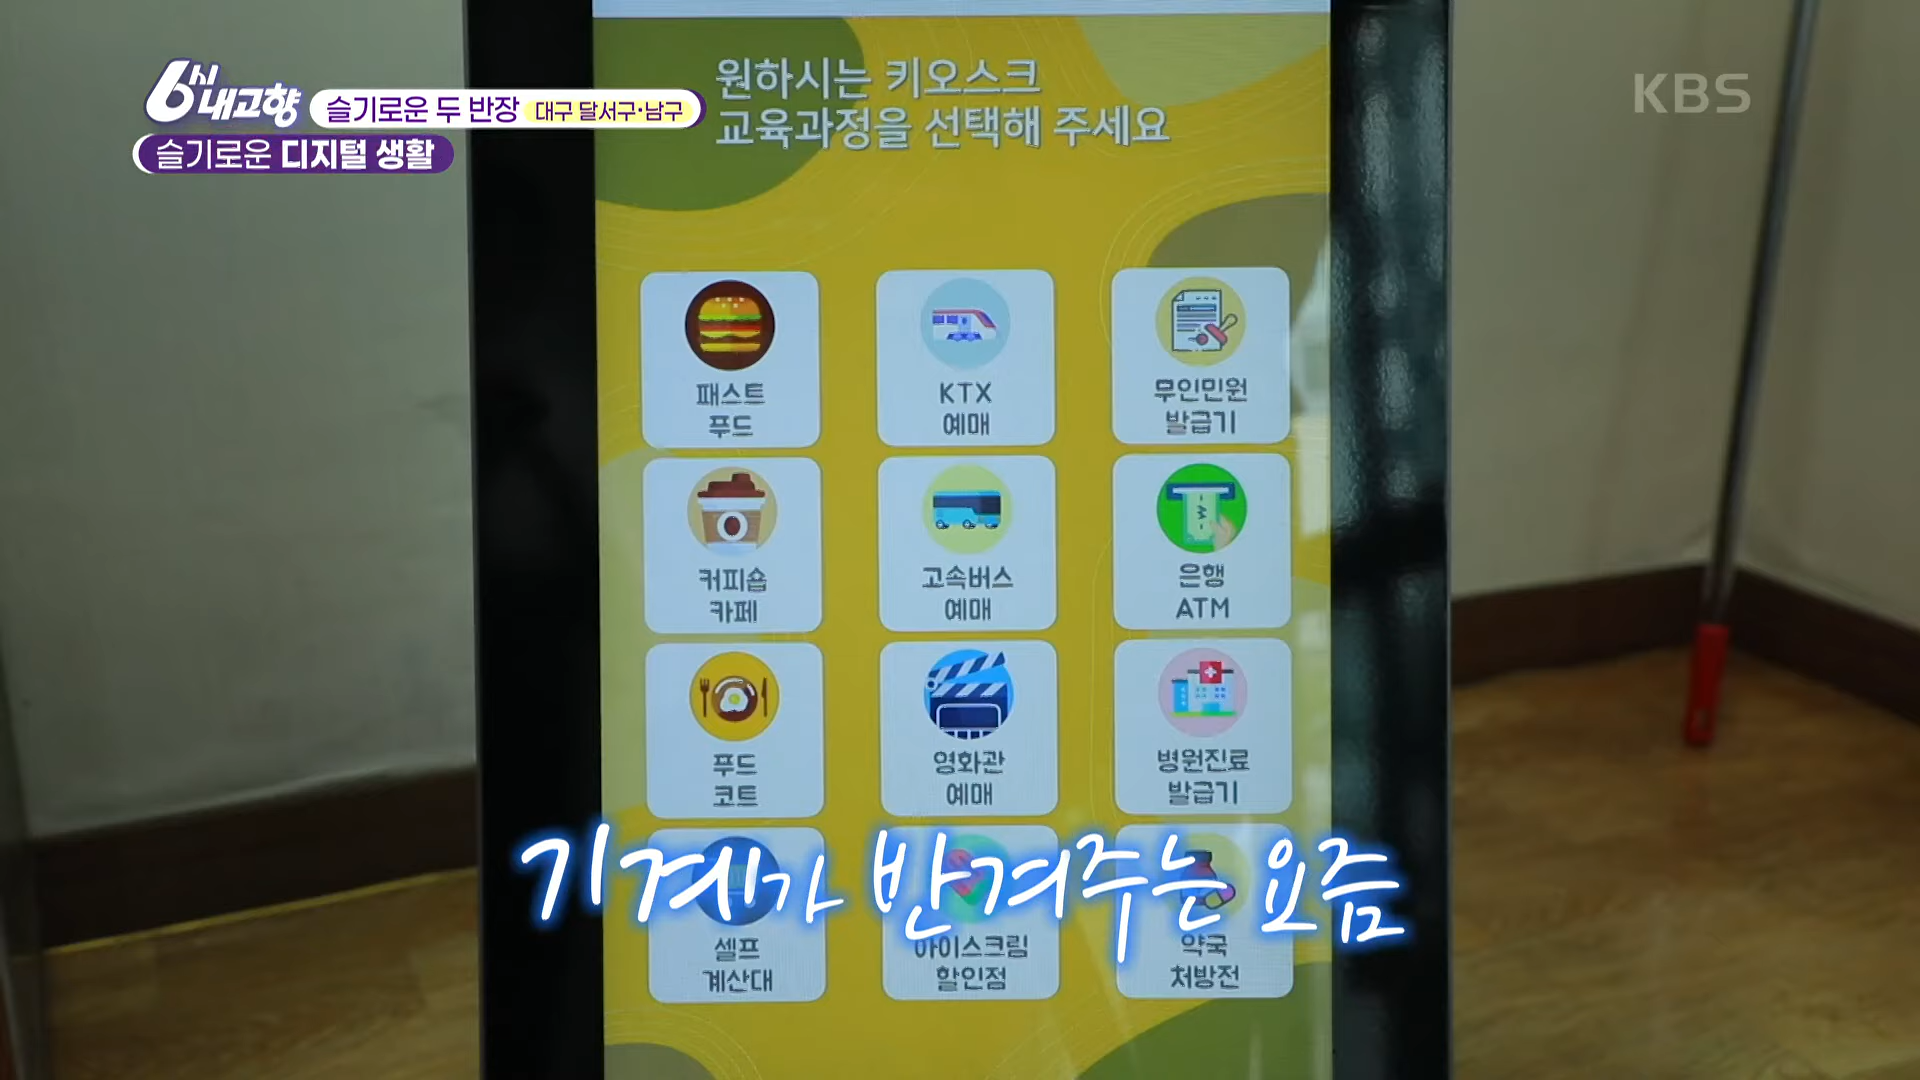 6시
내고향
슬기로운 두 반장 대구 달서구·남구
슬기로운 디지털 생활
KBS
원하시는 키오스크
교육과정을 선택해 주세요
패스트
푸드
KTX
예매
무인민원
발급기
커피숍
카페
고속버스
예매
은행
ATM
푸드
코트
영화관
예매
병원진료
발급기
셀프
계산대
아이스크림
할인점
약국
처방전
기계가 반겨주는 요즘